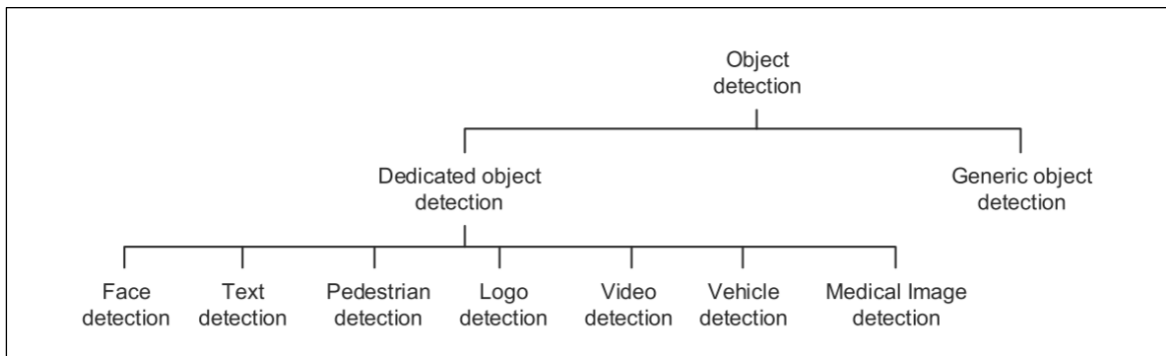 Object
detection
Dedicated object
detection
Generic object
detection
Face
detection
Text
detection
Pedestrian
detection
Logo
detection
Video
detection
Vehicle
detection
Medical Image
detection